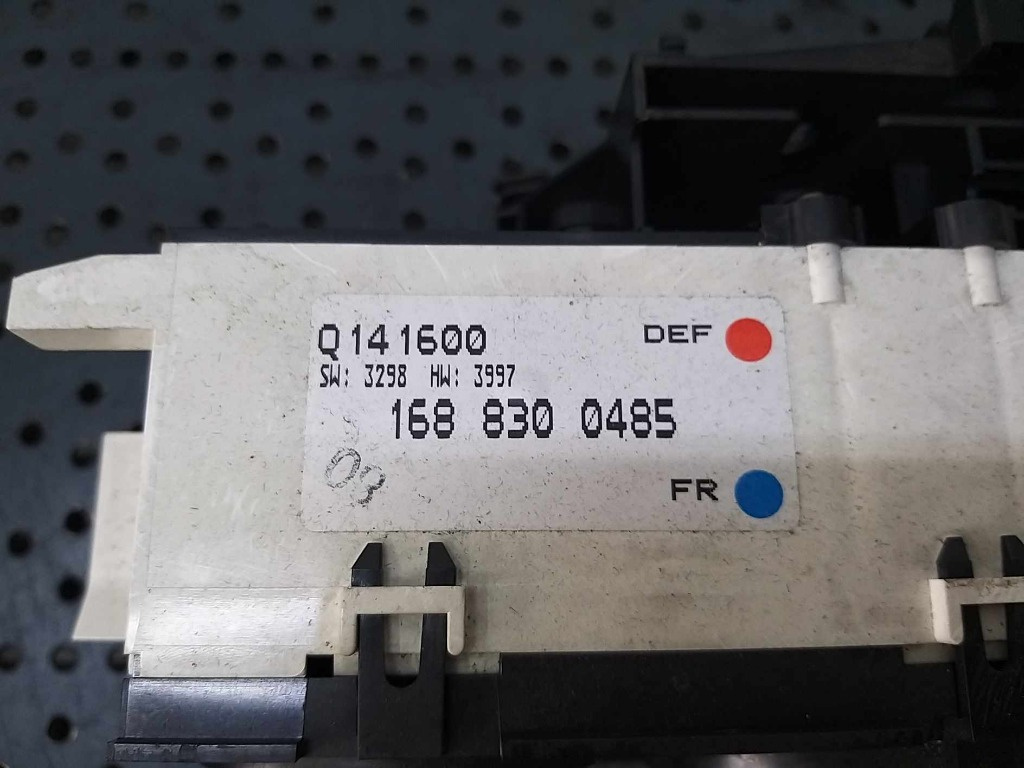 Q141600
DEF
SW: 3298 HW: 3997
168 830 0485
03
FR